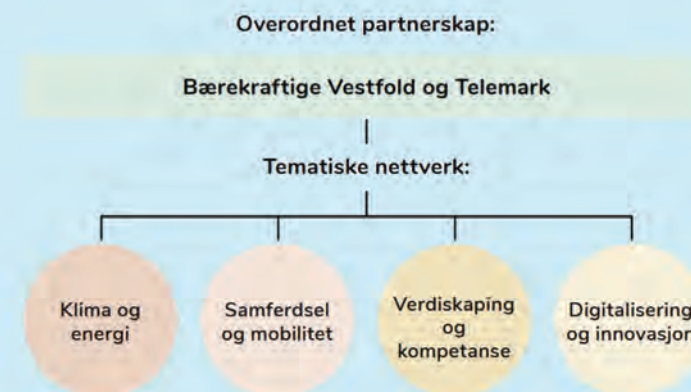 Overordnet partnerskap:
Bærekraftige Vestfold og Telemark
Tematiske nettverk:
Klima og
energi
Samferdsel
og mobilitet
Verdiskaping
og
kompetanse
Digitalisering
og innovasjon